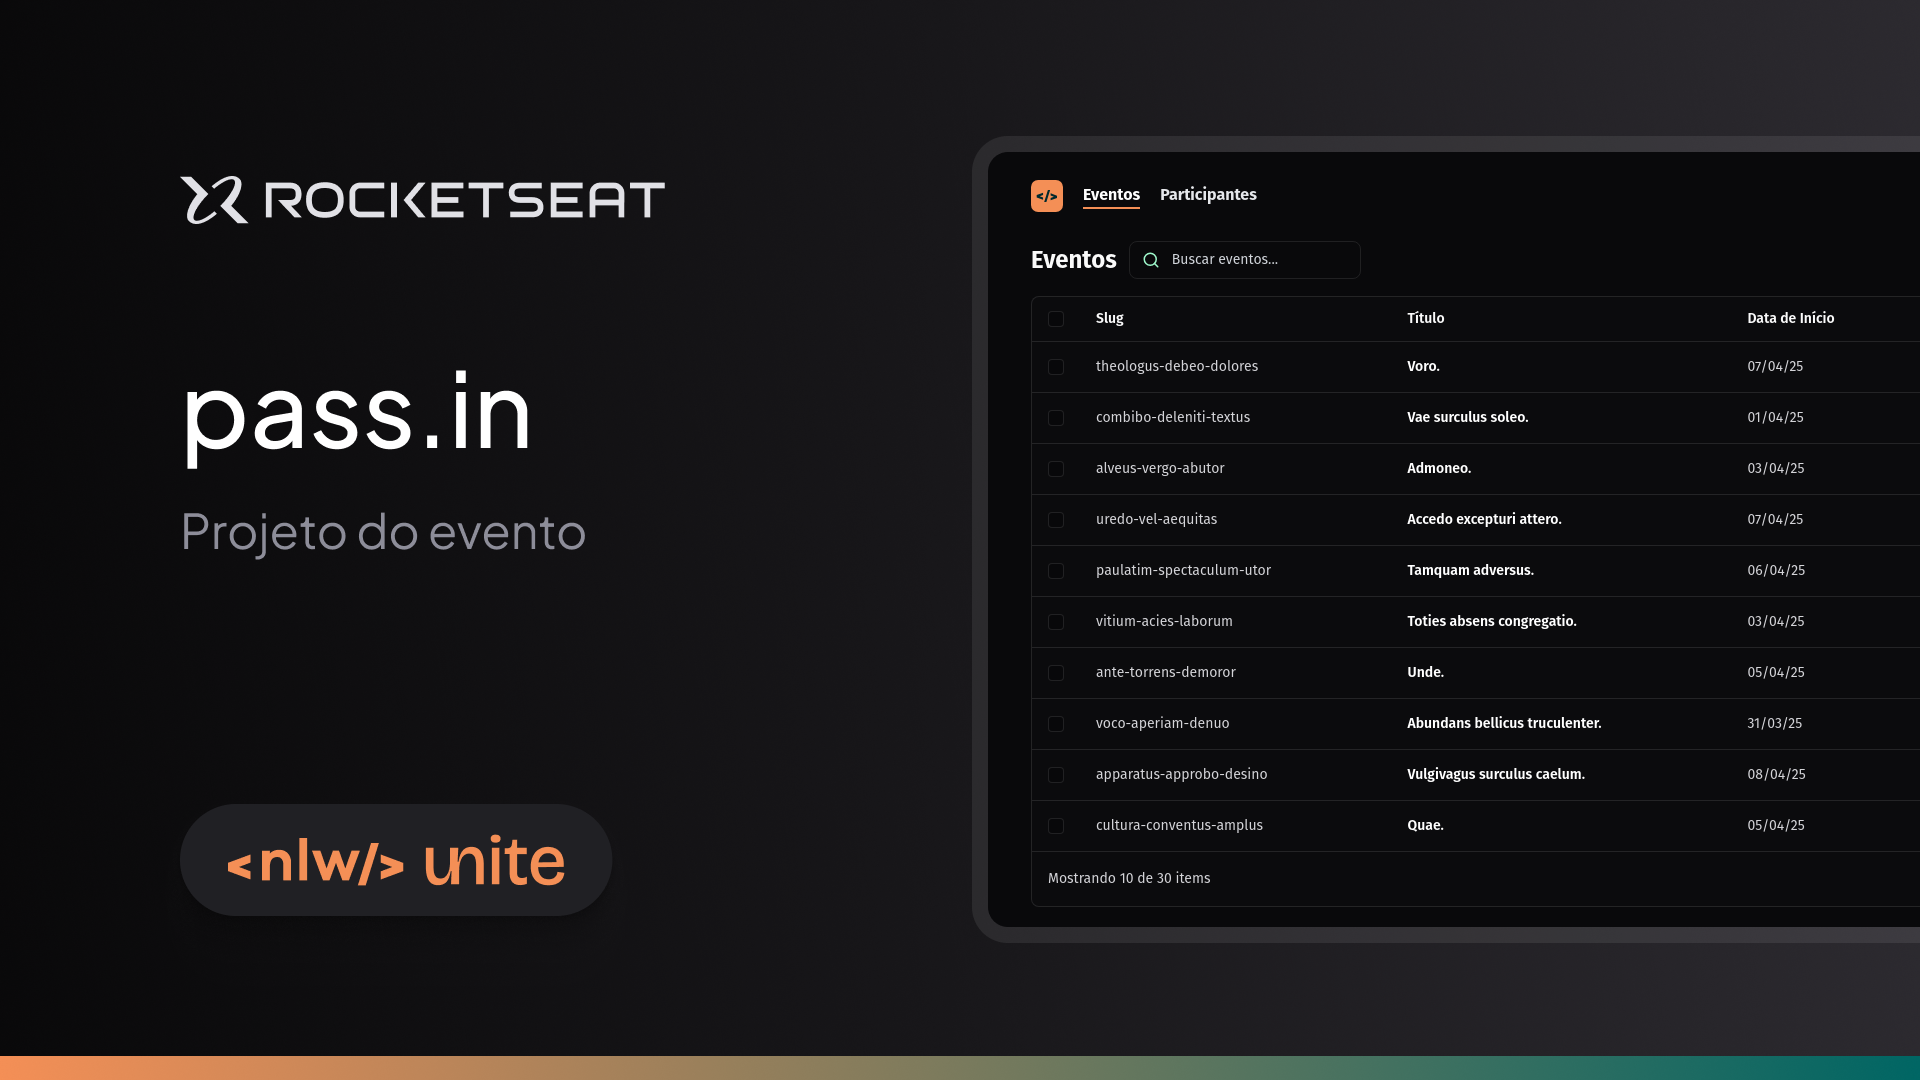 ROCKETSEAT
pass.in
Projeto do evento
<nlw/> unite
</> Eventos Participantes
Eventos Buscar eventos...
Slug Título Data de Início
theologus-debeo-dolores Voro. 07/04/25
combibo-deleniti-textus Vae surculus soleo. 01/04/25
alveus-vergo-abutor Admoneo. 03/04/25
uredo-vel-aequitas Accedo excepturi attero. 07/04/25
paulatim-spectaculum-utor Tamquam adversus. 06/04/25
vitium-acies-laborum Toties absens congregatio. 03/04/25
ante-torrens-demoror Unde. 05/04/25
voco-aperiam-denuo Abundans bellicus truculenter. 31/03/25
apparatus-approbo-desino Vulgivagus surculus caelum. 08/04/25
cultura-conventus-amplus Quae. 05/04/25
Mostrando 10 de 30 items